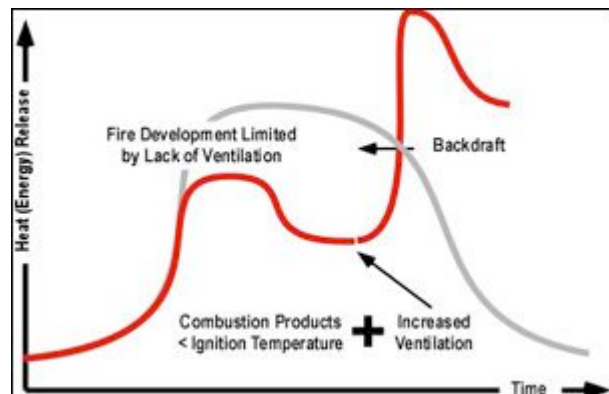 Heat (Energy) Release
Fire Development Limited
by Lack of Ventilation
Backdraft
Combustion Products
< Ignition Temperature
+
Increased
Ventilation
Time